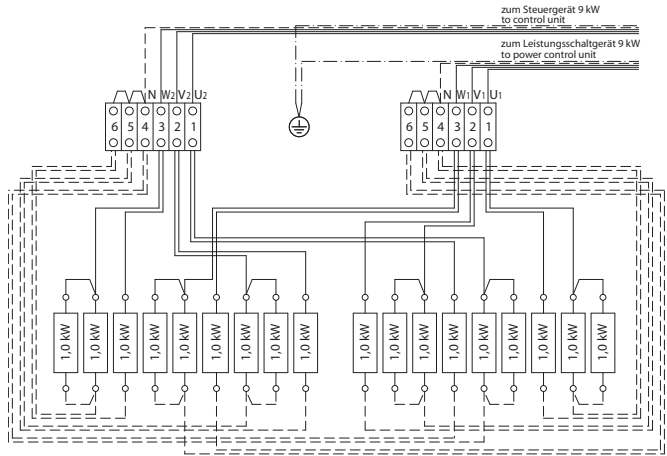 zum Steuergerät 9 kW
to control unit
zum Leistungsschaltgerät 9 kW
to power control unit
N W2 V2 U2
N W1 V1 U1
6 5 4 3 2 1
6 5 4 3 2 1
1,0 kW 1,0 kW 1,0 kW 1,0 kW 1,0 kW 1,0 kW 1,0 kW 1,0 kW 1,0 kW
1,0 kW 1,0 kW 1,0 kW 1,0 kW 1,0 kW 1,0 kW 1,0 kW 1,0 kW 1,0 kW